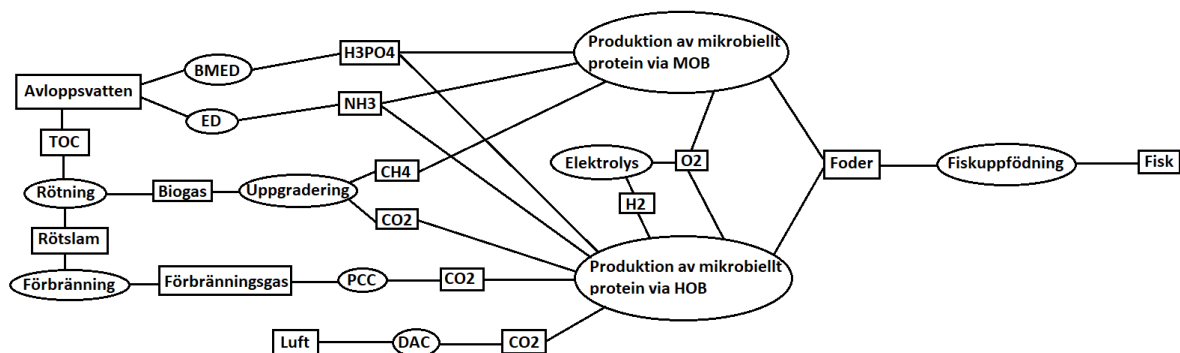 Produktion av mikrobiellt
protein via MOB
H3PO4
BMED
Avloppsvatten
NH3
ED
TOC
Elektrolys
O2
Foder
Fiskuppfödning
Fisk
CH4
Rötning
Biogas
Uppgradering
H2
CO2
Rötslam
Produktion av mikrobiellt
protein via HOB
Förbränning
Förbränningsgas
PCC
CO2
Luft
DAC
CO2